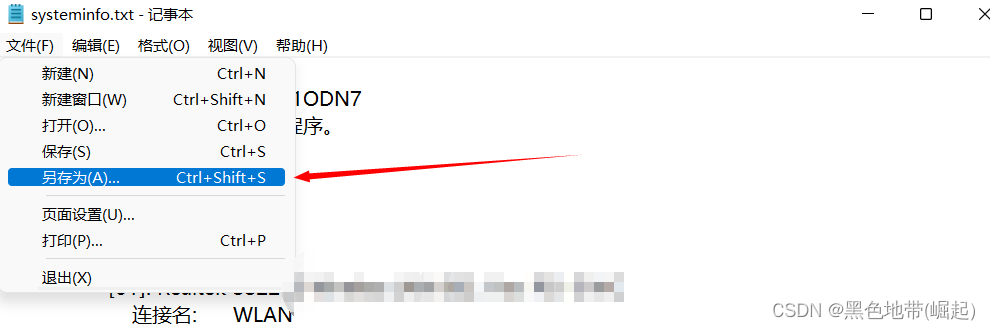 systeminfo.txt - 记事本
文件(F) 编辑(E) 格式(O) 视图(V) 帮助(H)
新建(N) Ctrl+N
新建窗口(W) Ctrl+Shift+N
1ODN7
打开(O)... Ctrl+O
程序。
保存(S) Ctrl+S
另存为(A)... Ctrl+Shift+S
页面设置(U)...
打印(P)... Ctrl+P
退出(X)
连接名: WLAN
CSDN @黑色地带(崛起)